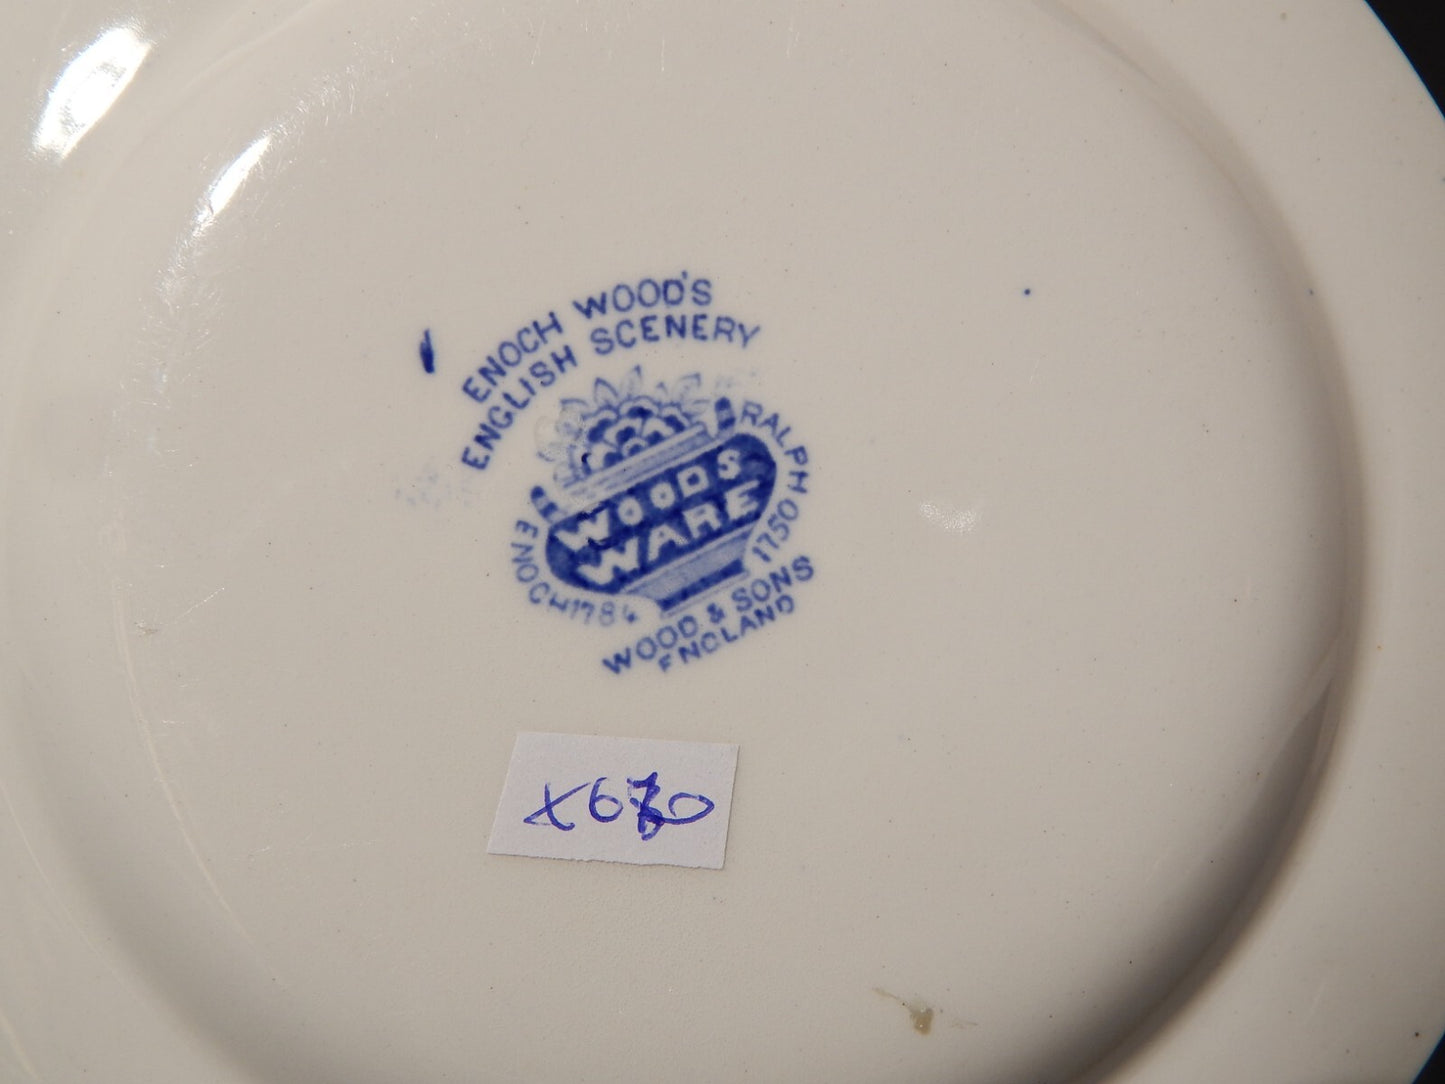 ENOCH WOOD'S
ENGLISH SCENERY
WOODS
WARE
ENOCH 1784
RALPH 1750
WOOD & SONS
ENGLAND